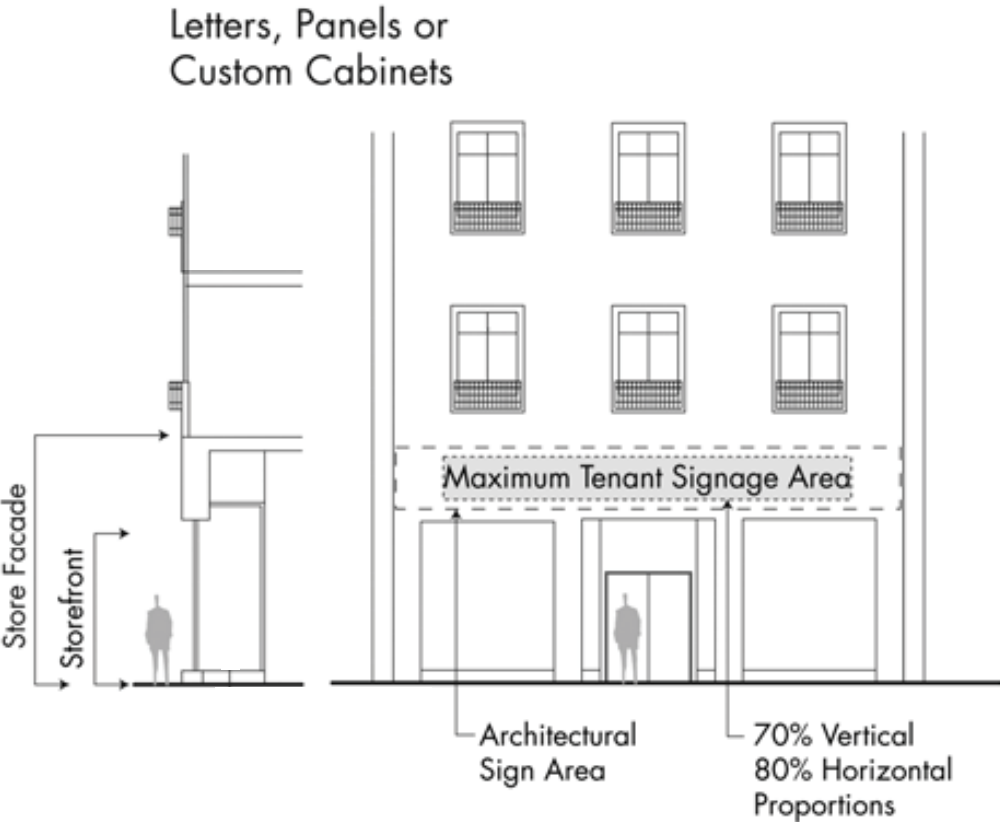 Letters, Panels or
Custom Cabinets
Store Facade
Storefront
Maximum Tenant Signage Area
Architectural
Sign Area
70% Vertical
80% Horizontal
Proportions